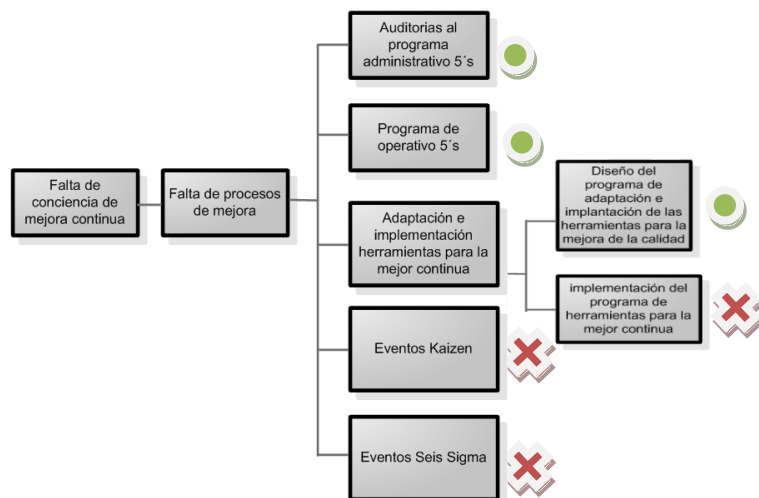 Auditorias al
programa
administrativo 5´s
Programa de
operativo 5´s
Falta de
conciencia de
mejora continua
Falta de procesos
de mejora
Adaptación e
implementación
herramientas para la
mejor continua
Diseño del
programa de
adaptación e
implantación de las
herramientas para la
mejora de la calidad
implementación del
programa de
herramientas para la
mejor continua
Eventos Kaizen
Eventos Seis Sigma